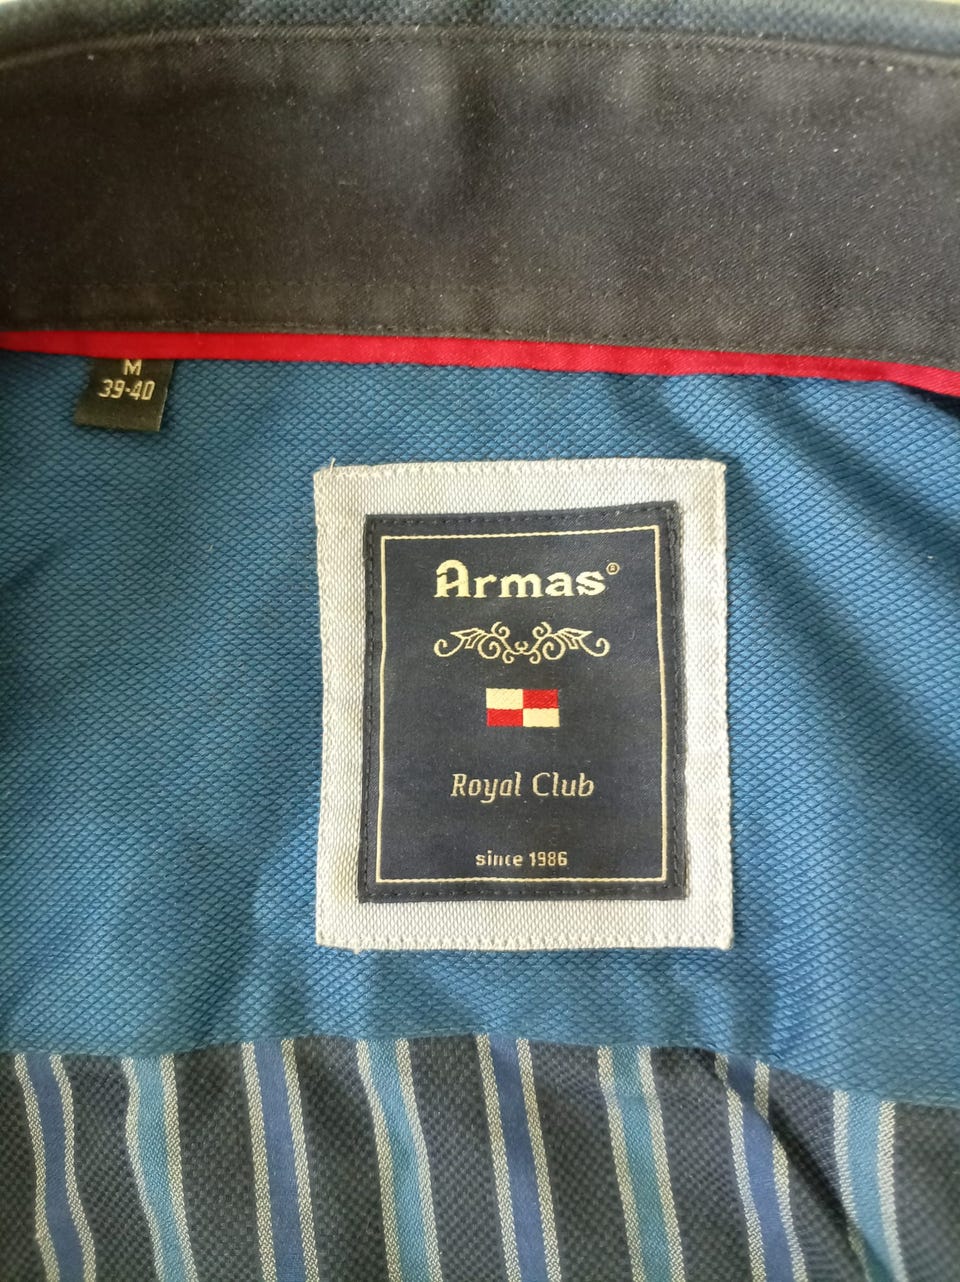 M
39-40
Armas®
Royal Club
since 1986